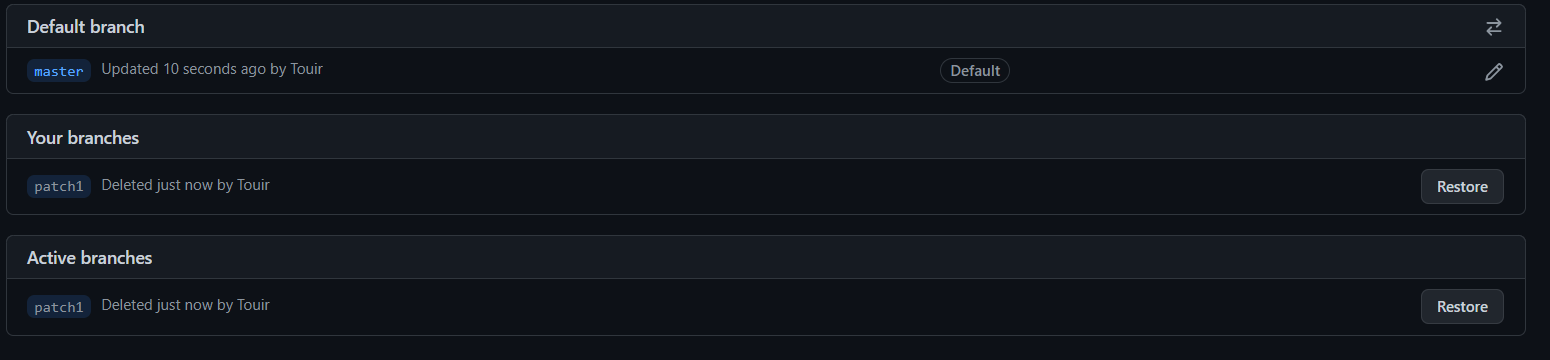 Default branch
master Updated 10 seconds ago by Touir Default
Your branches
patch1 Deleted just now by Touir Restore
Active branches
patch1 Deleted just now by Touir Restore